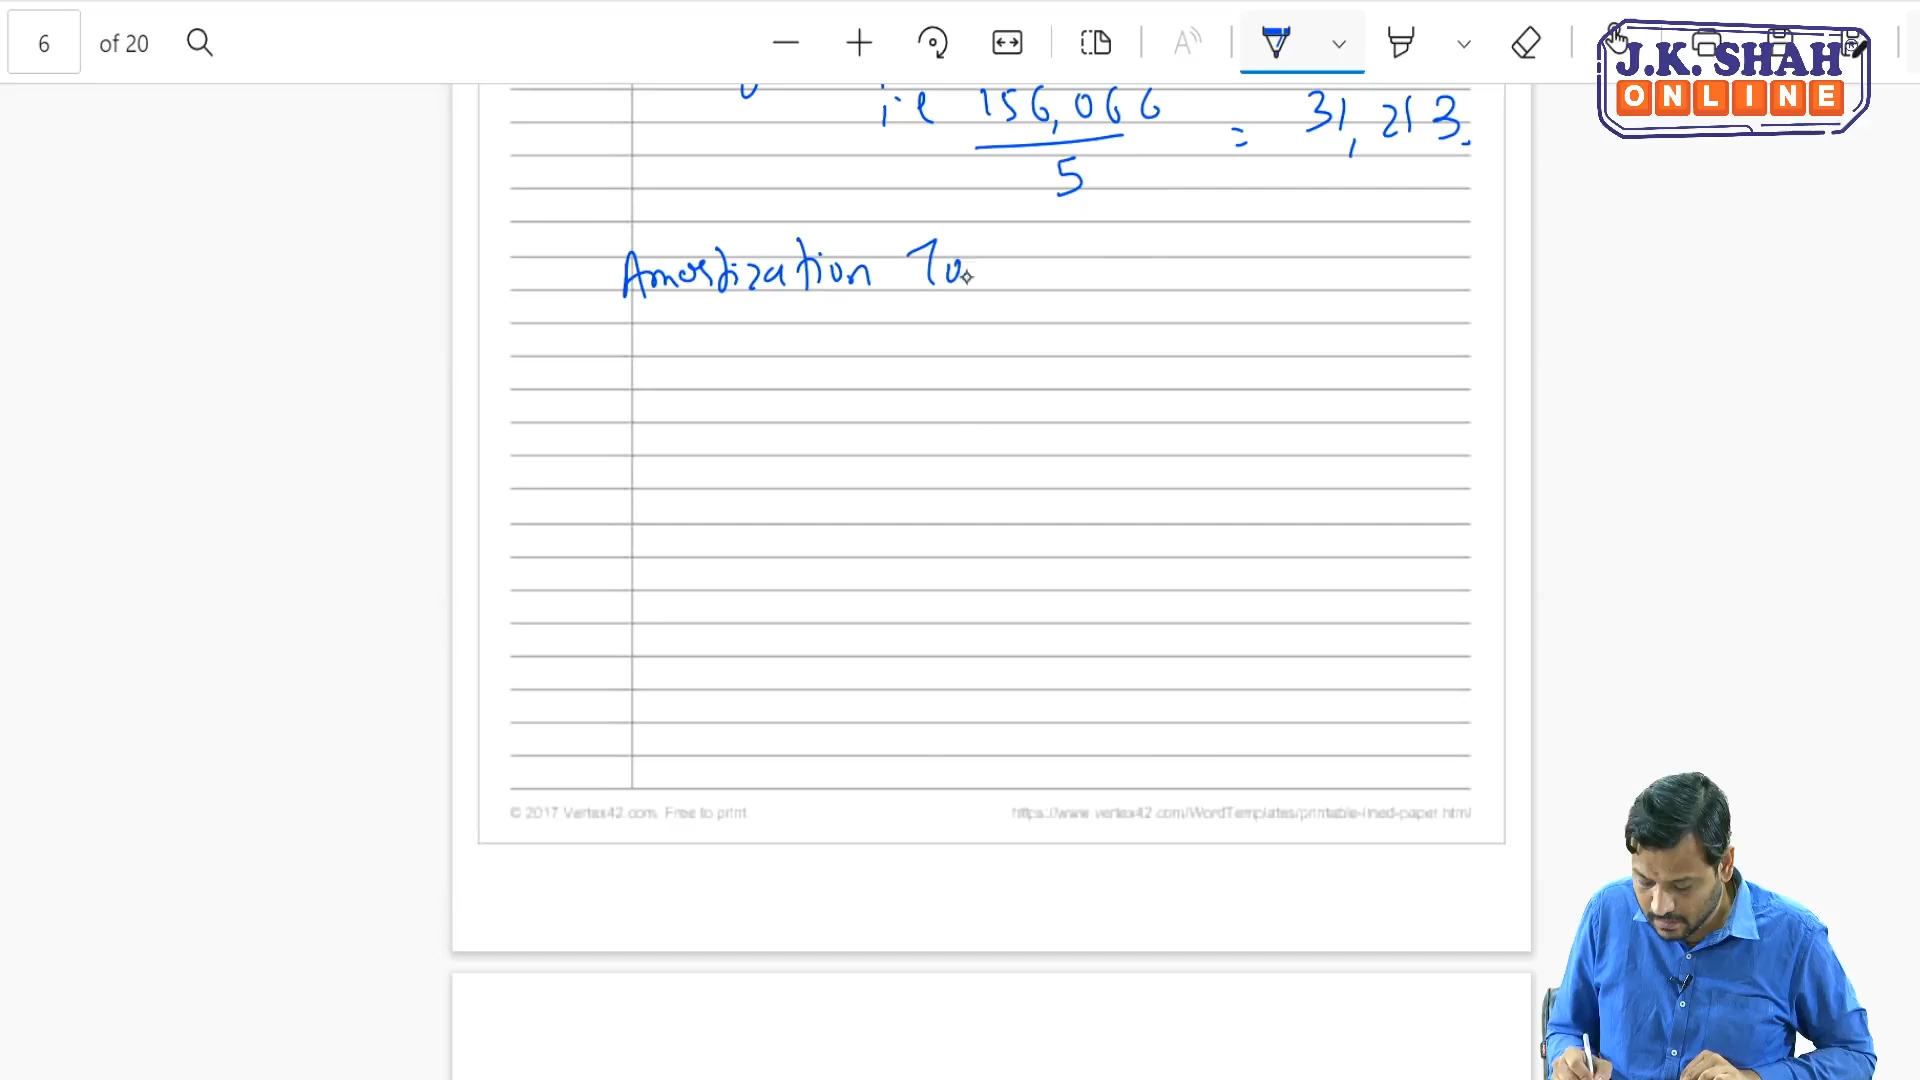 6 of 20
J.K. SHAH
ONLINE
i.e 156,066 = 31,213.
5
Amortization Ta
© 2017 Vertex42.com. Free to print
https://www.vertex42.com/WordTemplates/printable-lined-paper.html